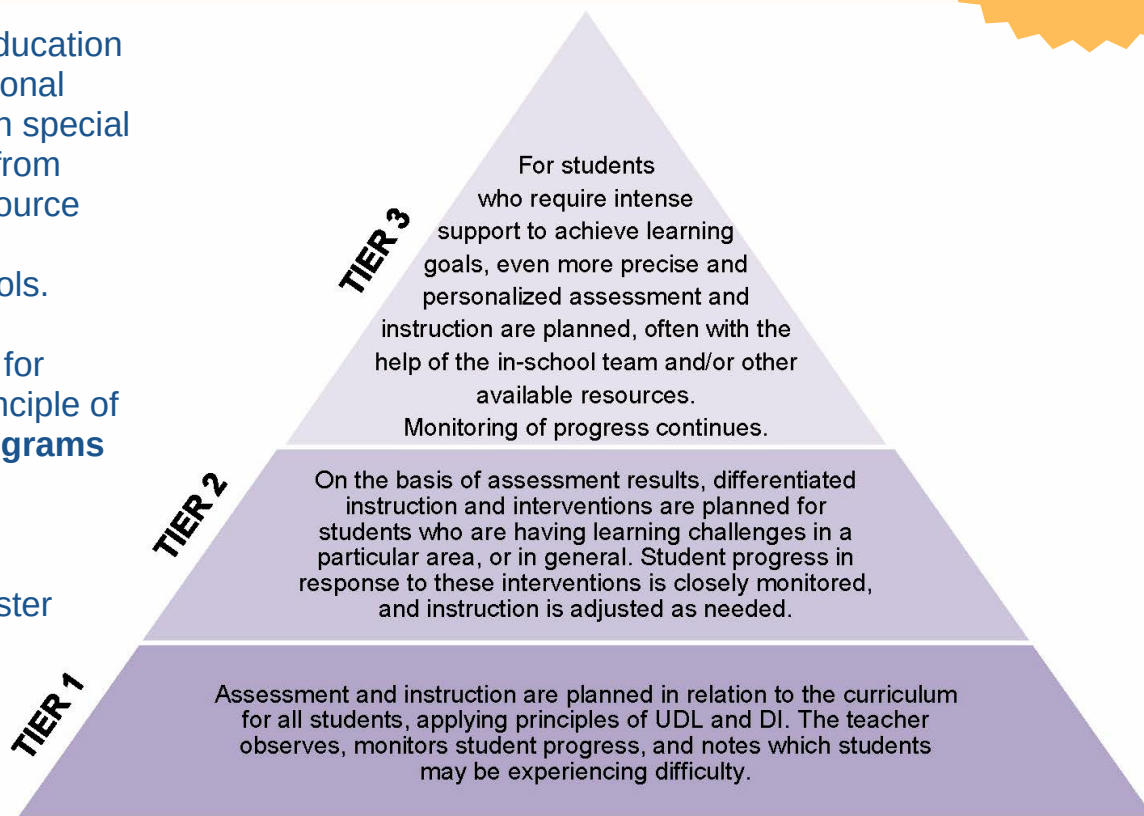 ducation
onal
n special
from
ource
ols.
for
nciple of
grams
ster
TIER 3
For students
who require intense
support to achieve learning
goals, even more precise and
personalized assessment and
instruction are planned, often with the
help of the in-school team and/or other
available resources.
Monitoring of progress continues.
TIER 2
On the basis of assessment results, differentiated
instruction and interventions are planned for
students who are having learning challenges in a
particular area, or in general. Student progress in
response to these interventions is closely monitored,
and instruction is adjusted as needed.
TIER 1
Assessment and instruction are planned in relation to the curriculum
for all students, applying principles of UDL and DI. The teacher
observes, monitors student progress, and notes which students
may be experiencing difficulty.